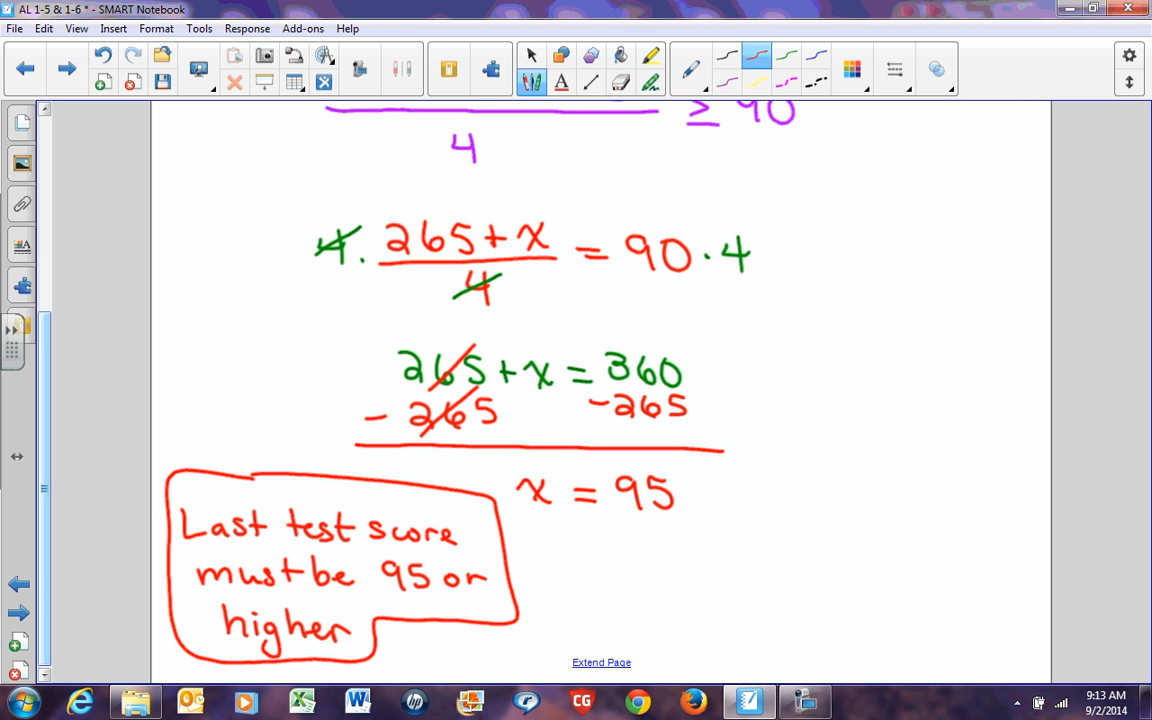 AL 1-5 & 1-6 * - SMART Notebook
File Edit View Insert Format Tools Response Add-ons Help
≥ 90
4
4 . 265 + x = 90 . 4
4
265 + x = 360
- 265 -265
x = 95
Last test score
must be 95 or
higher
Extend Page
CG
9:13 AM
9/2/2014